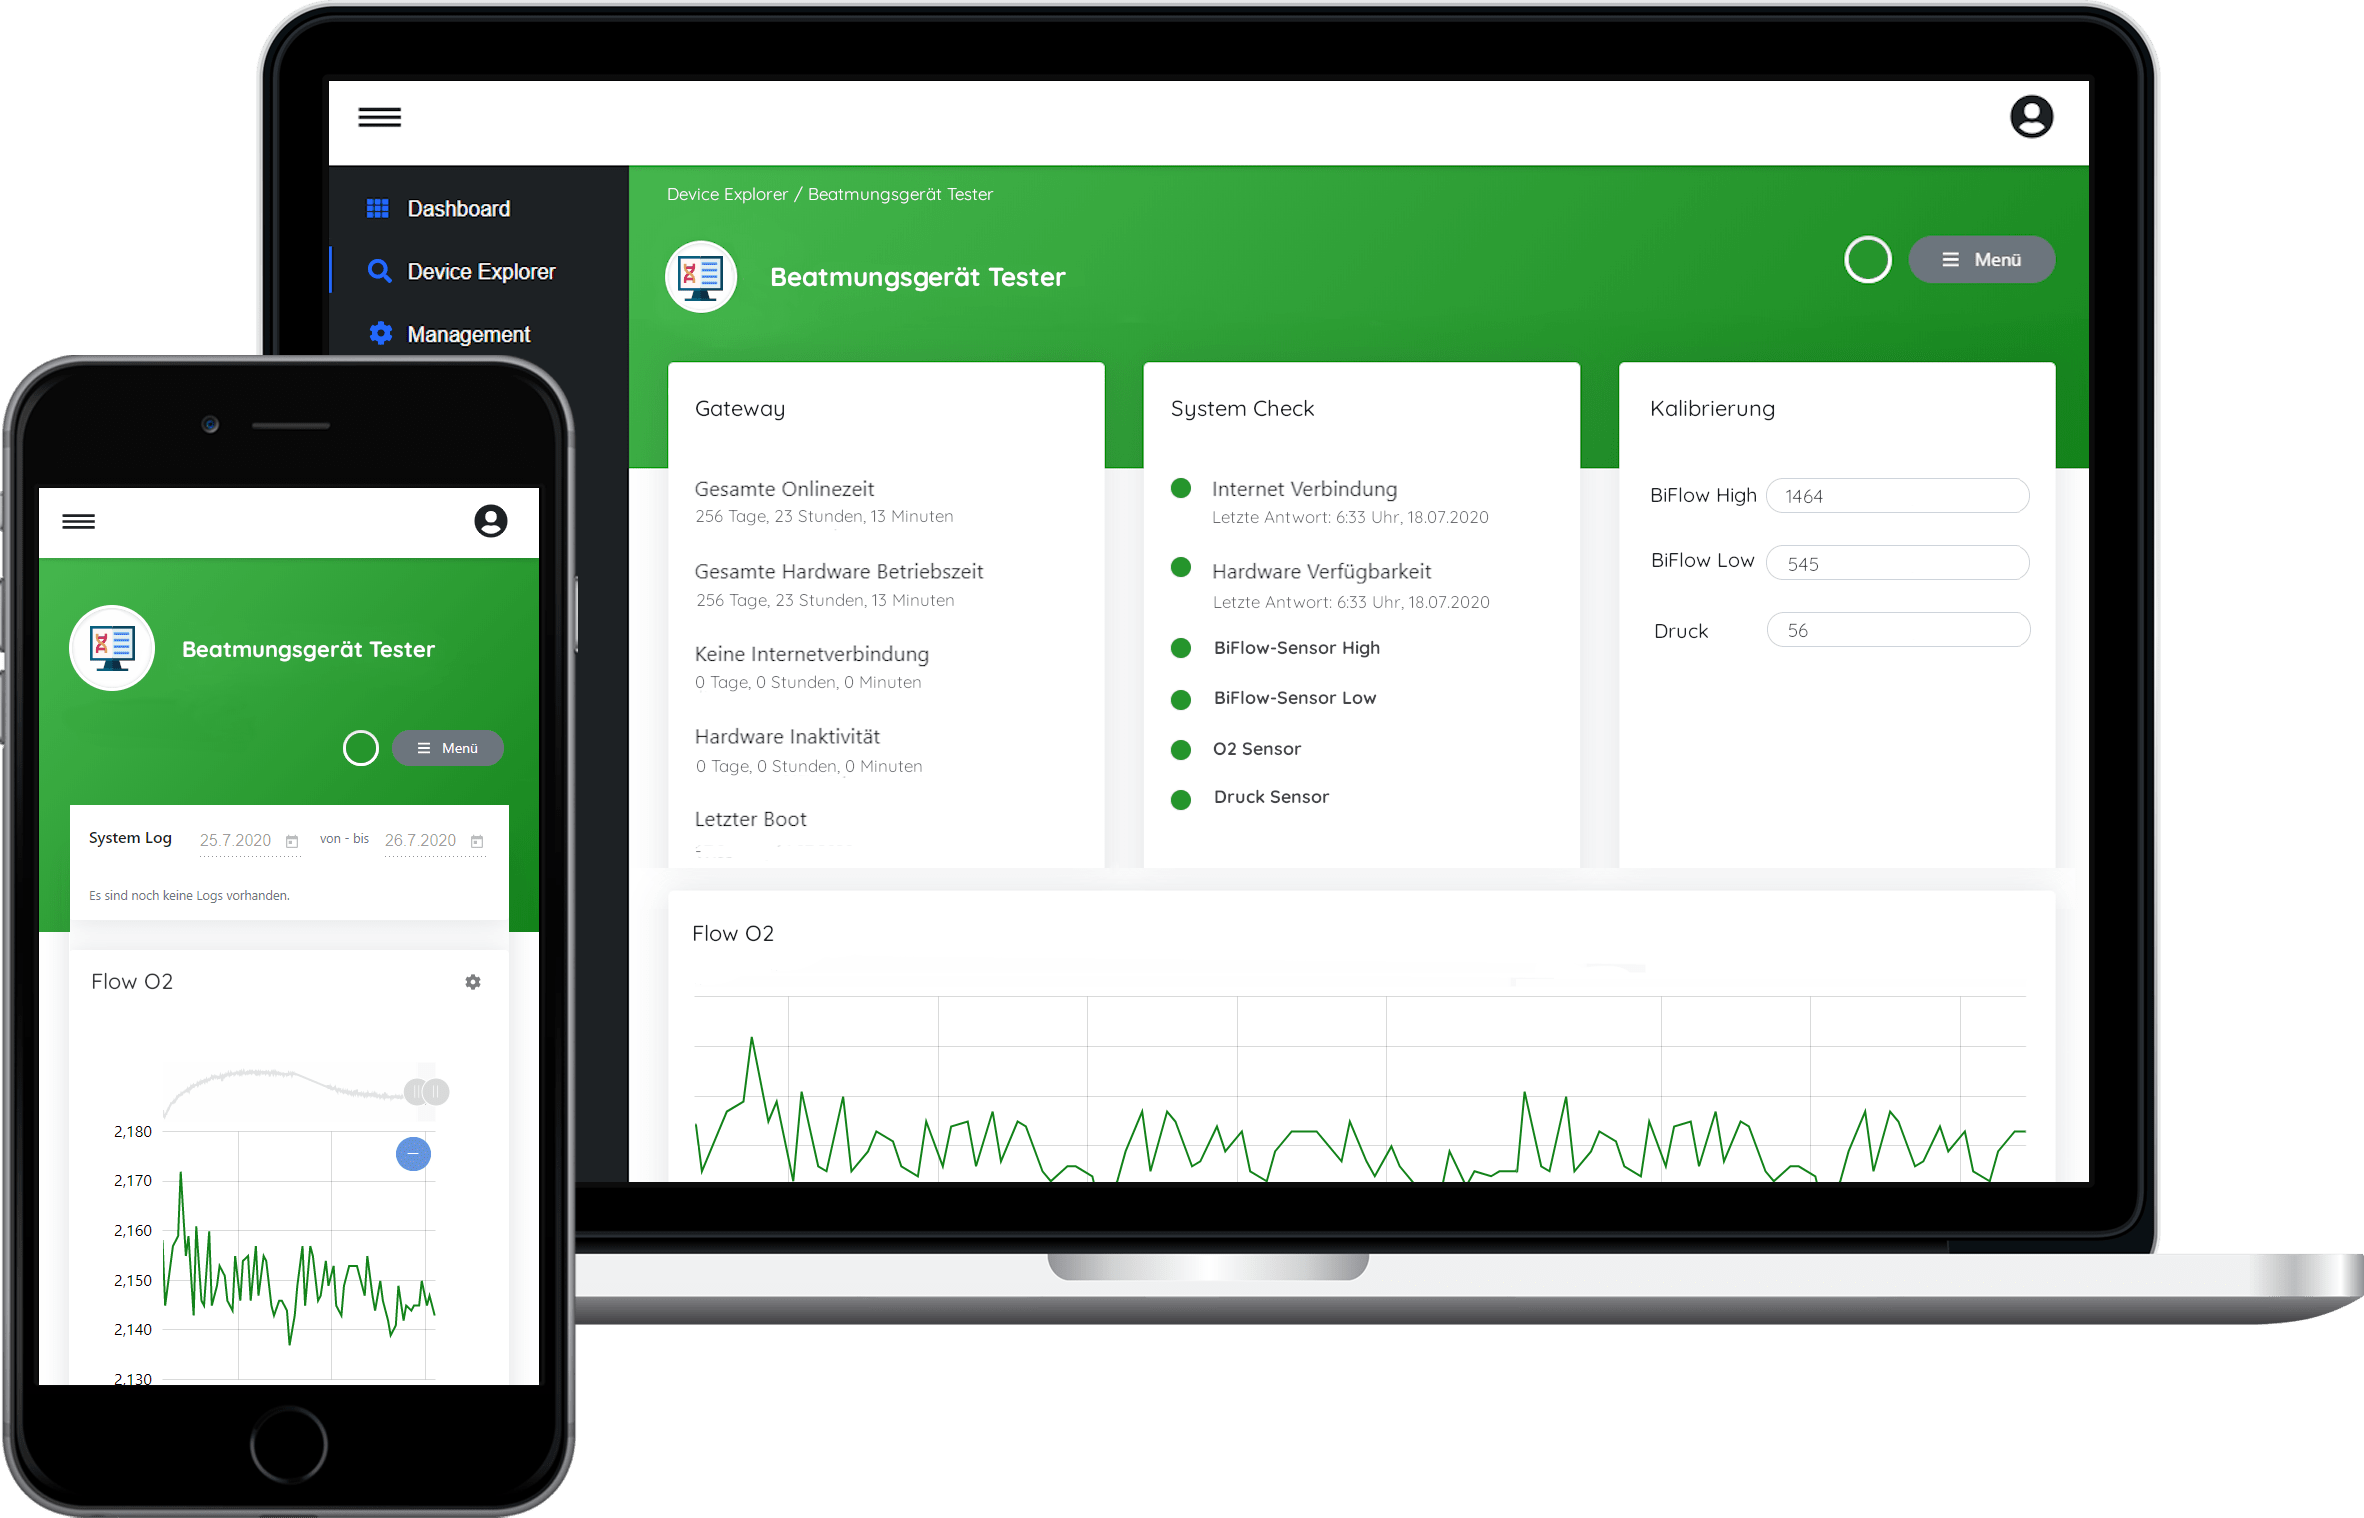 Dashboard
Device Explorer
Management
Device Explorer / Beatmungsgerät Tester
Beatmungsgerät Tester
Menü
Gateway
Gesamte Onlinezeit
256 Tage, 23 Stunden, 13 Minuten
Gesamte Hardware Betriebszeit
256 Tage, 23 Stunden, 13 Minuten
Keine Internetverbindung
0 Tage, 0 Stunden, 0 Minuten
Hardware Inaktivität
0 Tage, 0 Stunden, 0 Minuten
Letzter Boot
System Check
Internet Verbindung
Letzte Antwort: 6:33 Uhr, 18.07.2020
Hardware Verfügbarkeit
Letzte Antwort: 6:33 Uhr, 18.07.2020
BiFlow-Sensor High
BiFlow-Sensor Low
O2 Sensor
Druck Sensor
Kalibrierung
BiFlow High 1464
BiFlow Low 545
Druck 56
Flow O2
Beatmungsgerät Tester
Menü
System Log 25.7.2020 von - bis 26.7.2020
Es sind noch keine Logs vorhanden.
Flow O2
2,180
2,170
2,160
2,150
2,140
2,130